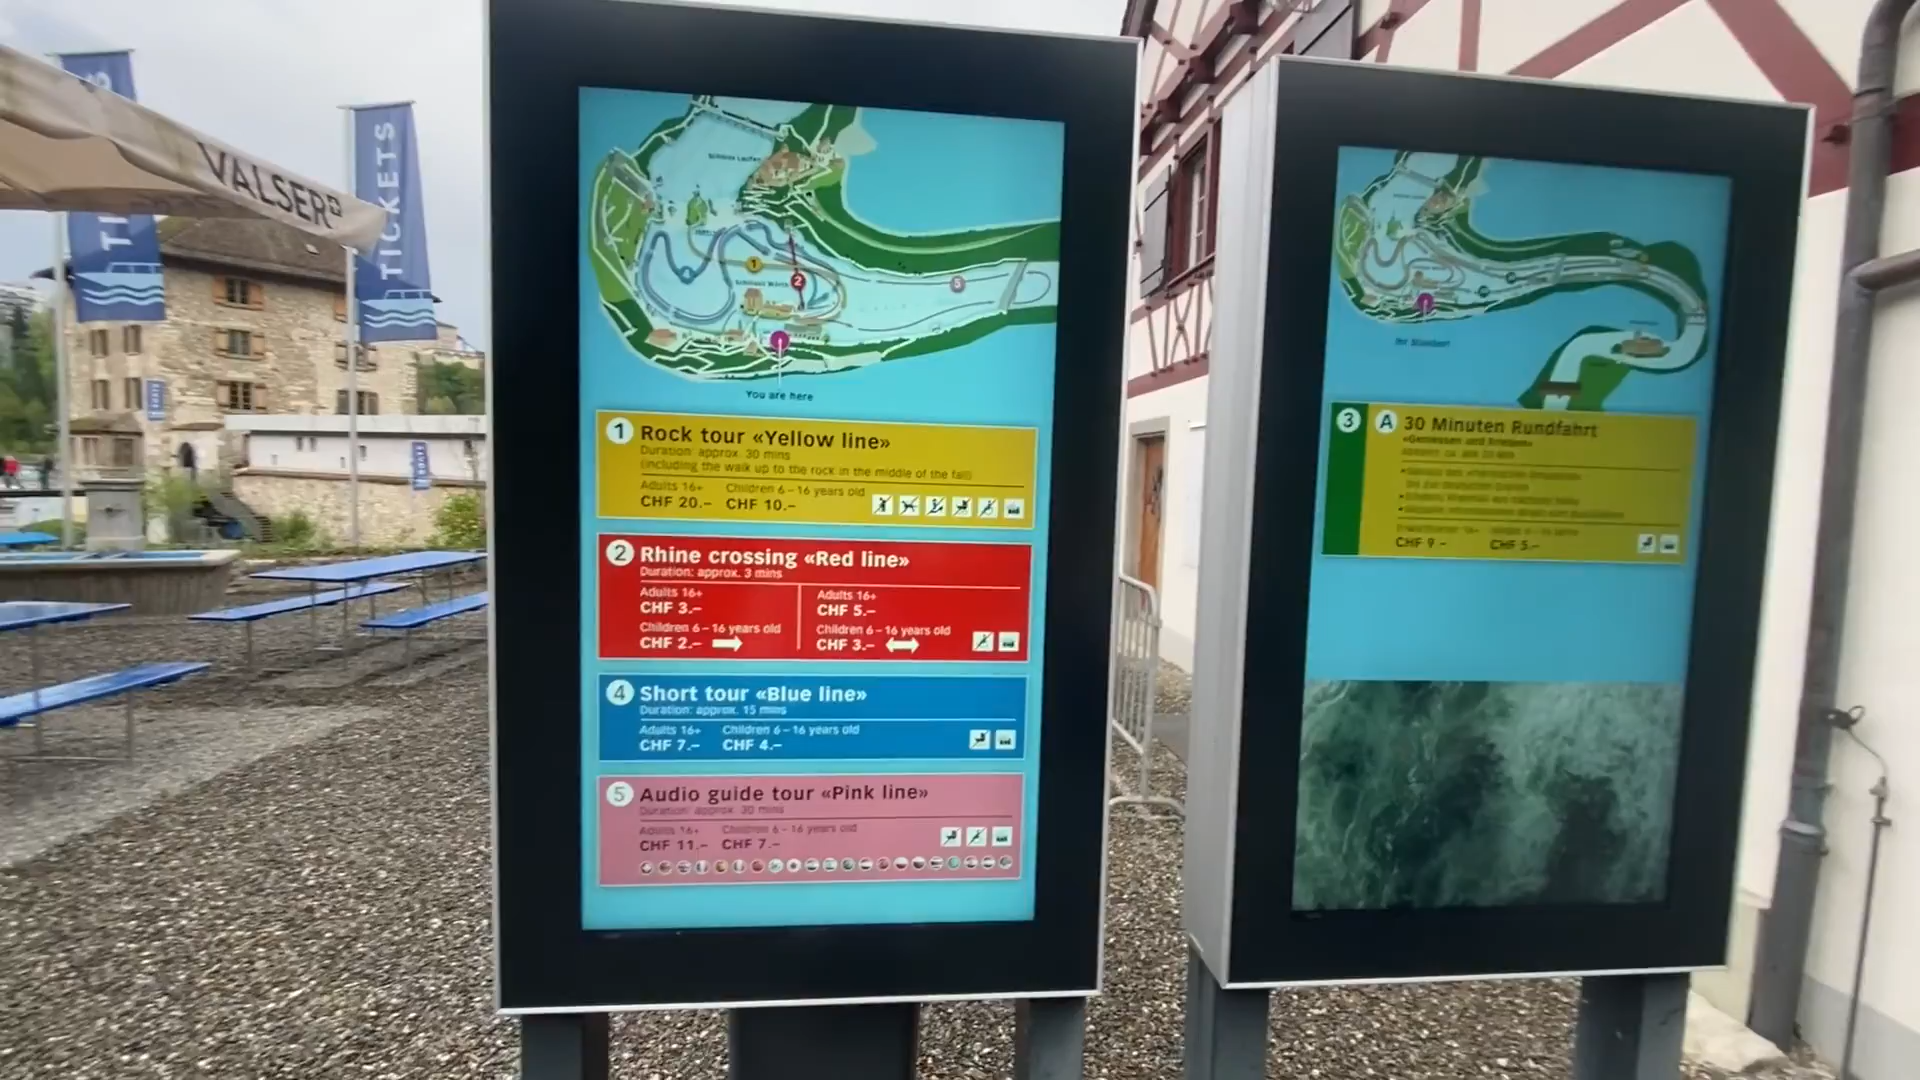 VALSER
TICKETS
Schloss Laufen
1
2
5
You are here
1 Rock tour «Yellow line»
Duration: approx. 30 mins
(including the walk up to the rock in the middle of the fall)
Adults 16+ Children 6 – 16 years old
CHF 20.– CHF 10.–
2 Rhine crossing «Red line»
Duration: approx. 3 mins
Adults 16+ Adults 16+
CHF 3.– CHF 5.–
Children 6 – 16 years old Children 6 – 16 years old
CHF 2.– CHF 3.–
4 Short tour «Blue line»
Duration: approx. 15 mins
Adults 16+ Children 6 – 16 years old
CHF 7.– CHF 4.–
5 Audio guide tour «Pink line»
Duration: approx. 30 mins
Adults 16+ Children 6 – 16 years old
CHF 11.– CHF 7.–
Ihr Standort
3 A 30 Minuten Rundfahrt
CHF 9.– CHF 5.–